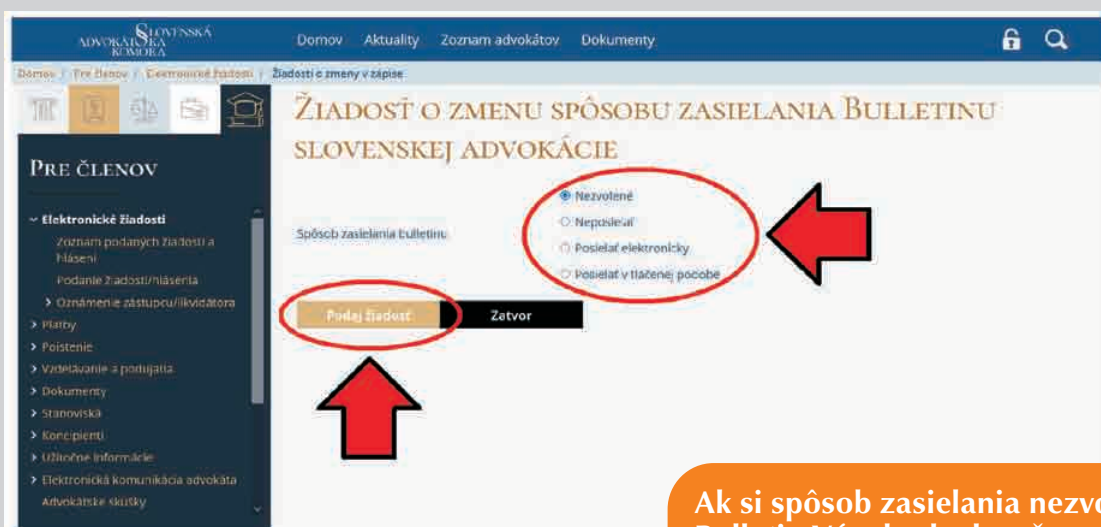 SLOVENSKÁ
ADVOKÁTSKA
KOMORA
Domov Aktuality Zoznam advokátov Dokumenty
Domov / Pre členov / Elektronické žiadosti / Žiadosti o zmeny v zápise
ŽIADOSŤ O ZMENU SPÔSOBU ZASIELANIA BULLETINU
SLOVENSKEJ ADVOKÁCIE
PRE ČLENOV
Elektronické žiadosti
Zoznam podaných žiadostí a
hlásení
Podanie žiadosti/hlásenia
Oznámenie zástupcu/likvidátora
Platby
Poistenie
Vzdelávanie a podujatia
Dokumenty
Stanoviská
Koncipienti
Užitočné informácie
Elektronická komunikácia advokáta
Advokátske skúšky
Spôsob zasielania bulletinu
Nezvolené
Neposielať
Posielať elektronicky
Posielať v tlačenej podobe
Podaj žiadosť Zatvor
Ak si spôsob zasielania